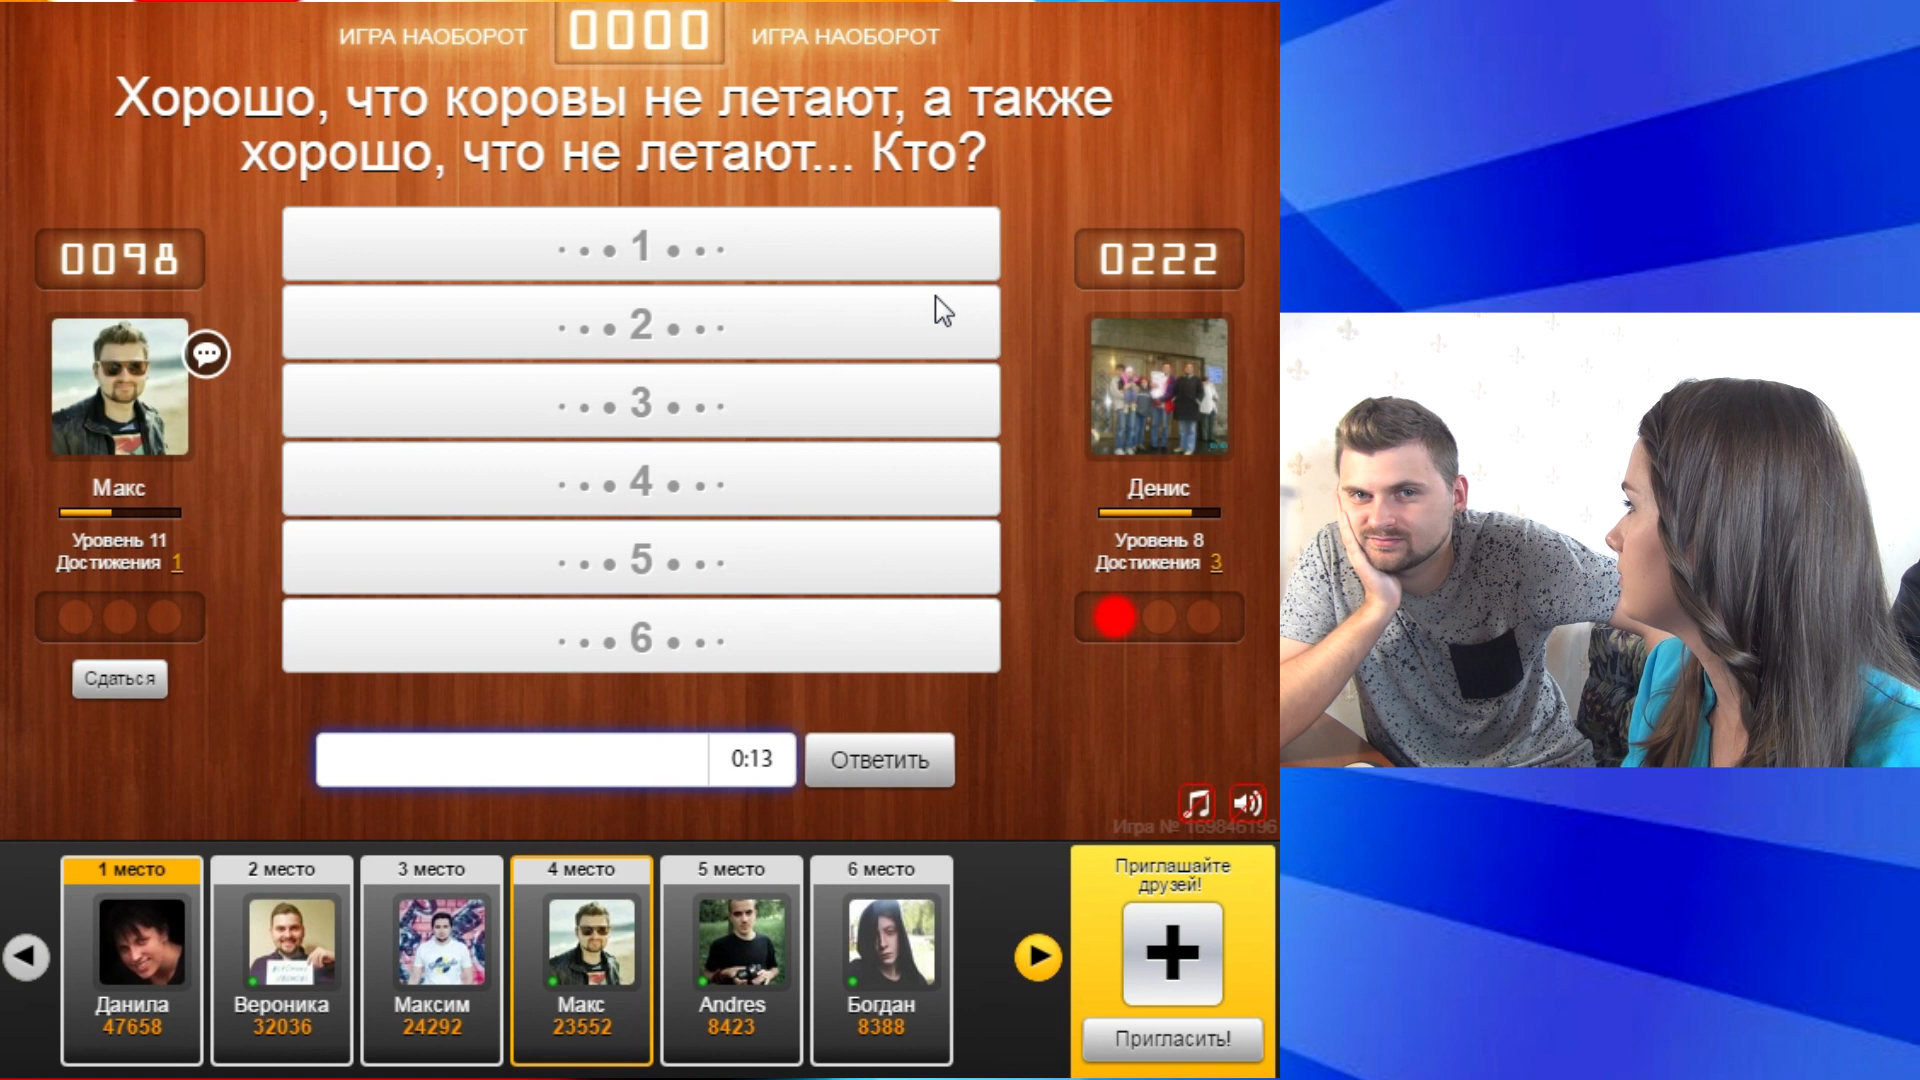 ИГРА НАОБОРОТ 0000 ИГРА НАОБОРОТ
Хорошо, что коровы не летают, а также
хорошо, что не летают... Кто?
0098
0222
1
2
3
4
5
6
Макс
Уровень 11
Достижения 1
Сдаться
Денис
Уровень 8
Достижения 3
0:13
Ответить
Игра № 169846196
1 место
Данила
47658
2 место
Вероника
32036
3 место
Максим
24292
4 место
Макс
23552
5 место
Andres
8423
6 место
Богдан
8388
Приглашайте
друзей!
Пригласить!